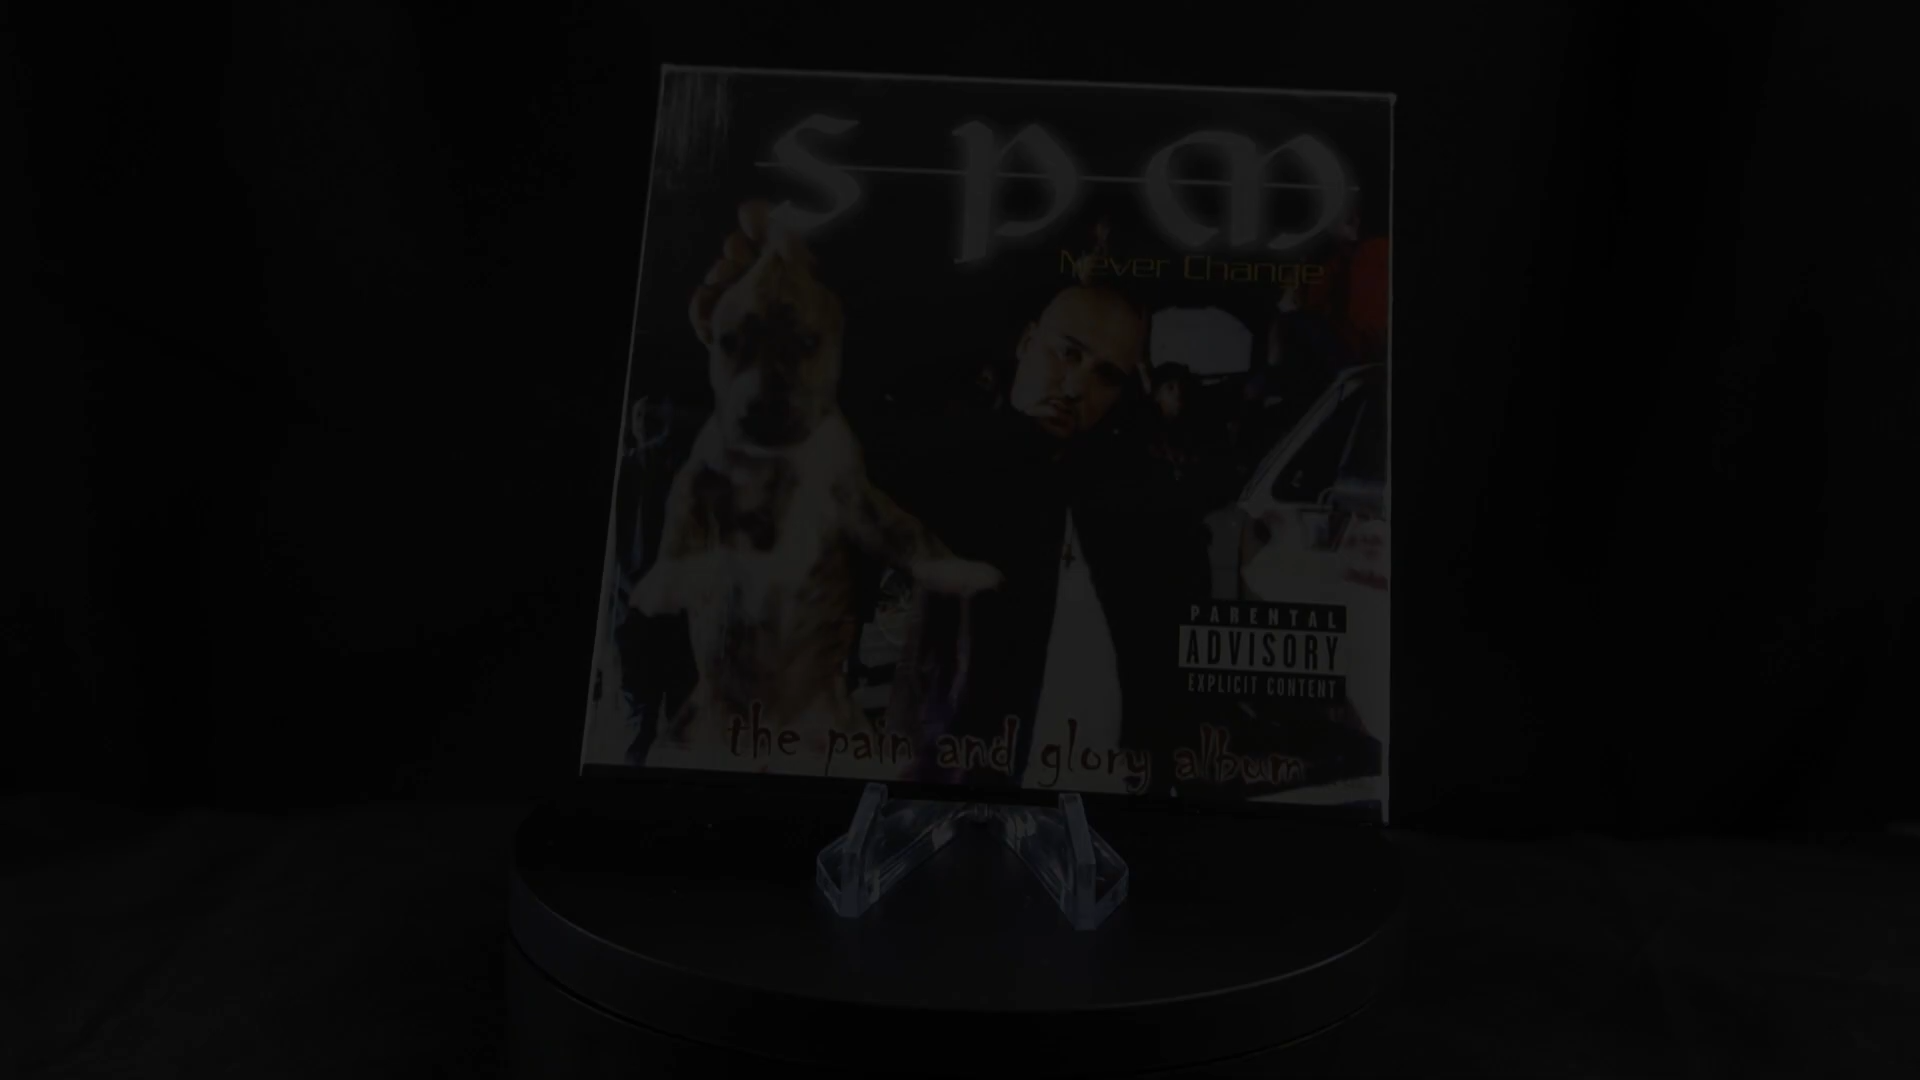 SPM
Never Change
PARENTAL
ADVISORY
EXPLICIT CONTENT
the pain and glory album